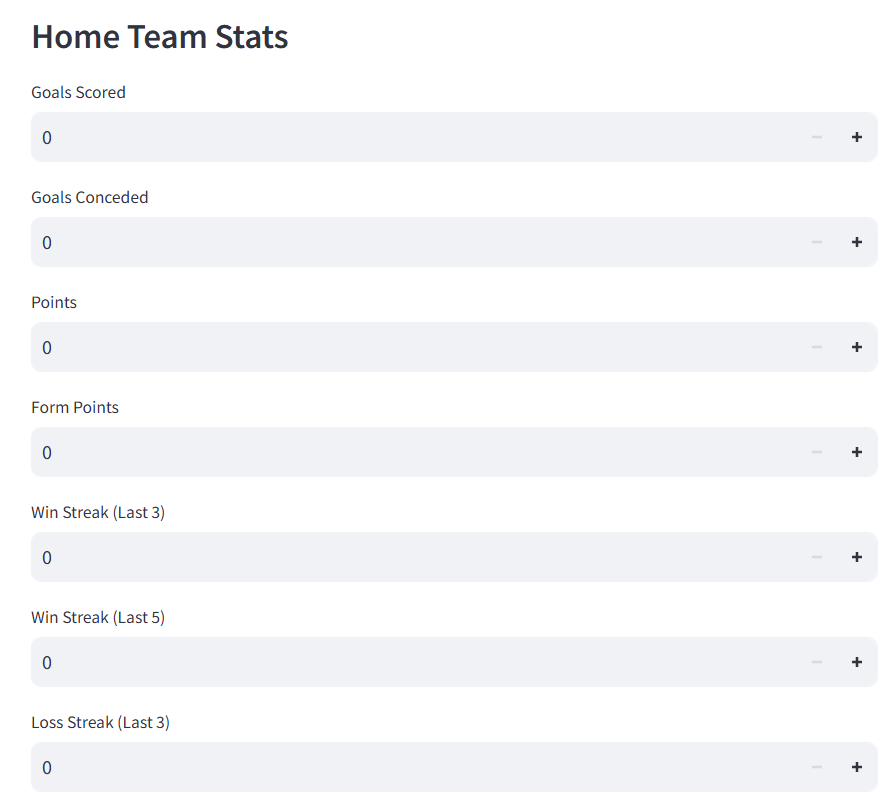 Home Team Stats
Goals Scored
0
Goals Conceded
0
Points
0
Form Points
0
Win Streak (Last 3)
0
Win Streak (Last 5)
0
Loss Streak (Last 3)
0